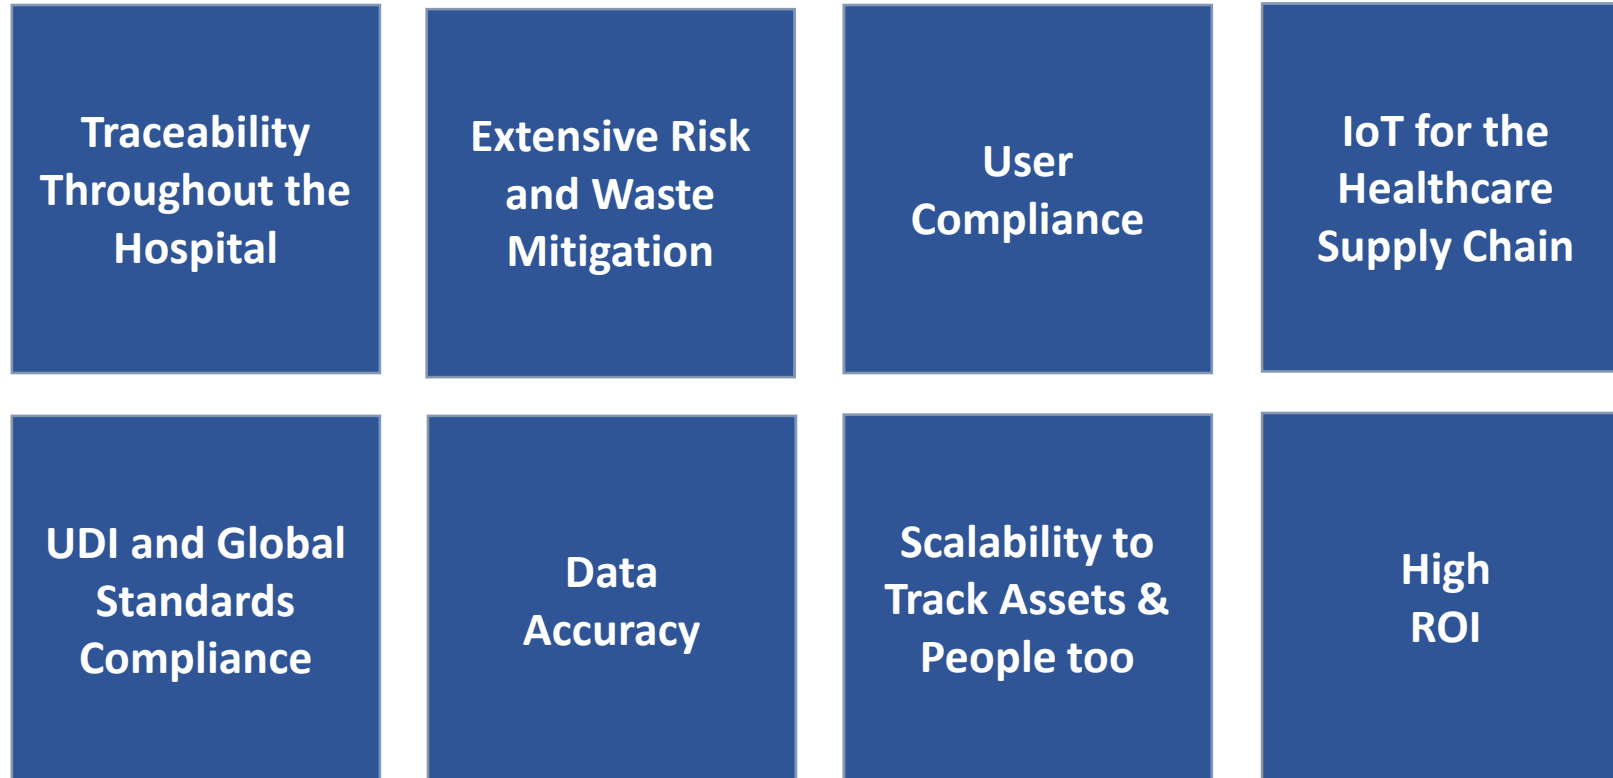 Traceability
Throughout the
Hospital
Extensive Risk
and Waste
Mitigation
User
Compliance
IoT for the
Healthcare
Supply Chain
UDI and Global
Standards
Compliance
Data
Accuracy
Scalability to
Track Assets &
People too
High
ROI